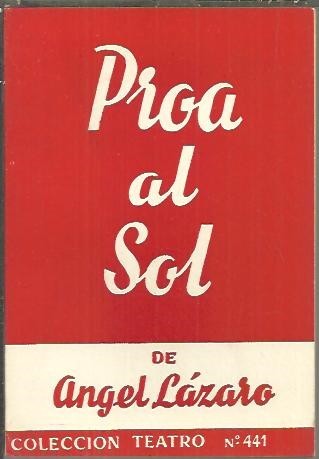 Proa
al
Sol
DE
Angel Lázaro
COLECCION TEATRO Nº 441